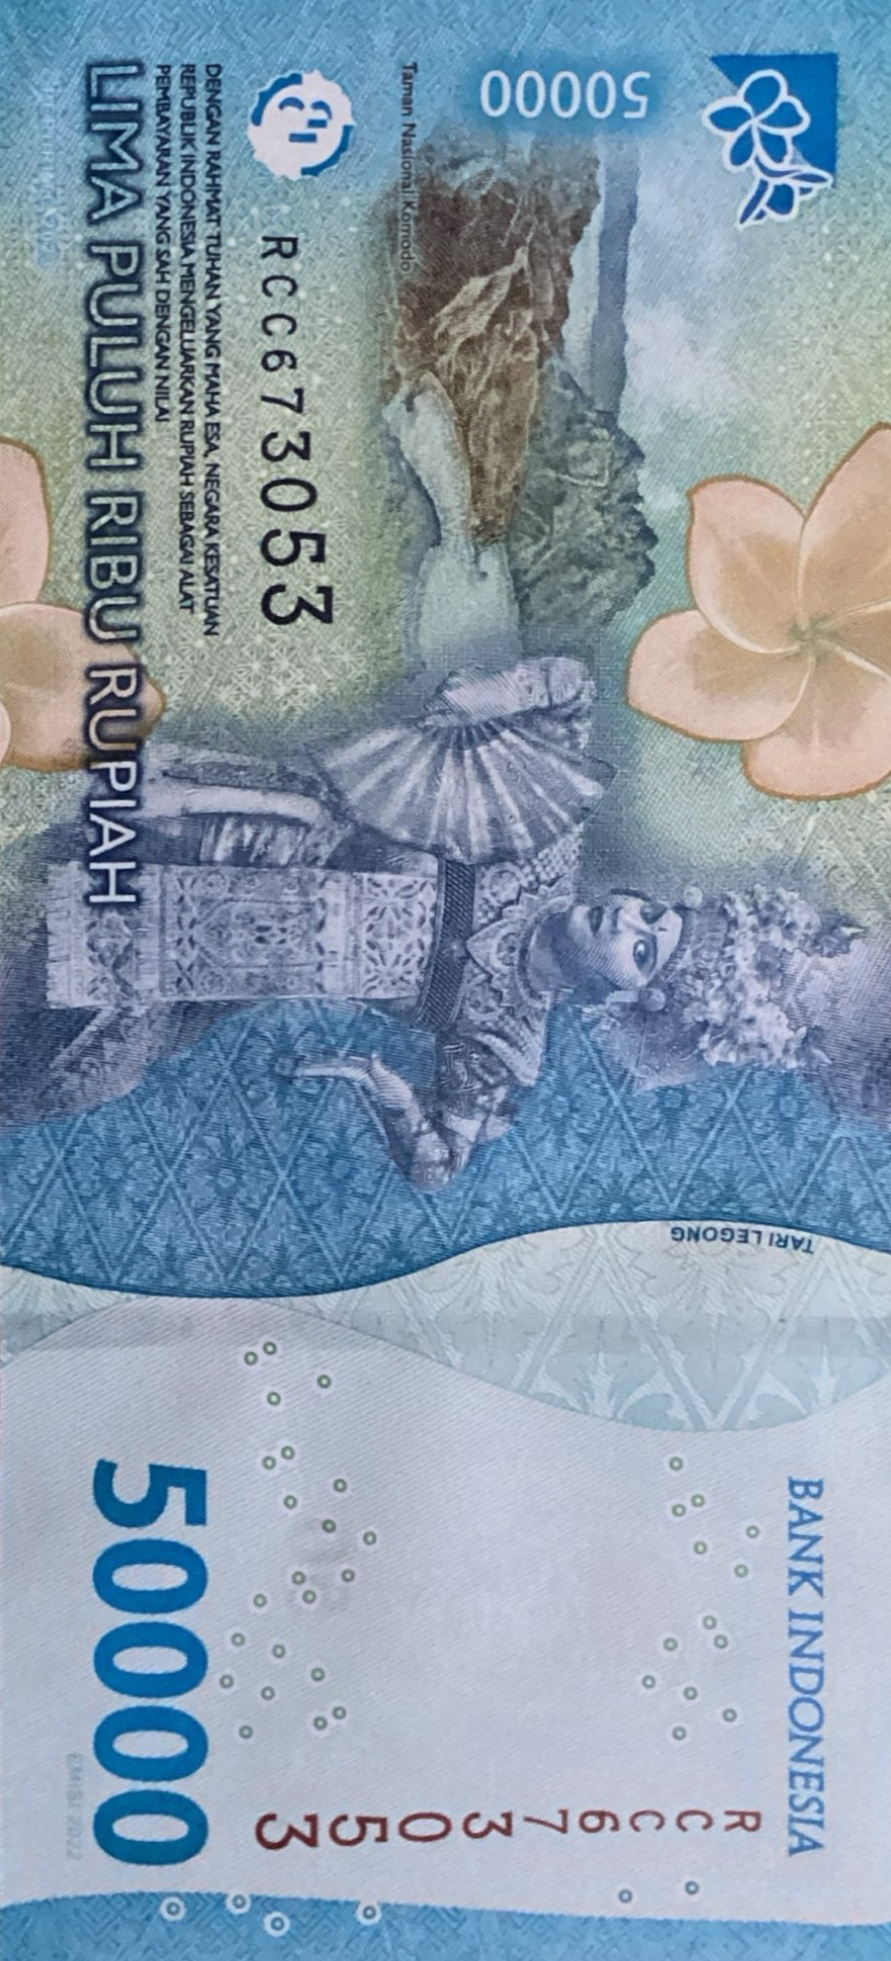 50000
Taman Nasional Komodo
RCC673053
DENGAN RAHMAT TUHAN YANG MAHA ESA, NEGARA KESATUAN
REPUBLIK INDONESIA MENGELUARKAN RUPIAH SEBAGAI ALAT
PEMBAYARAN YANG SAH DENGAN NILAI
LIMA PULUH RIBU RUPIAH
TARI LEGONG
BANK INDONESIA
RCC673053
50000
EMISI 2022